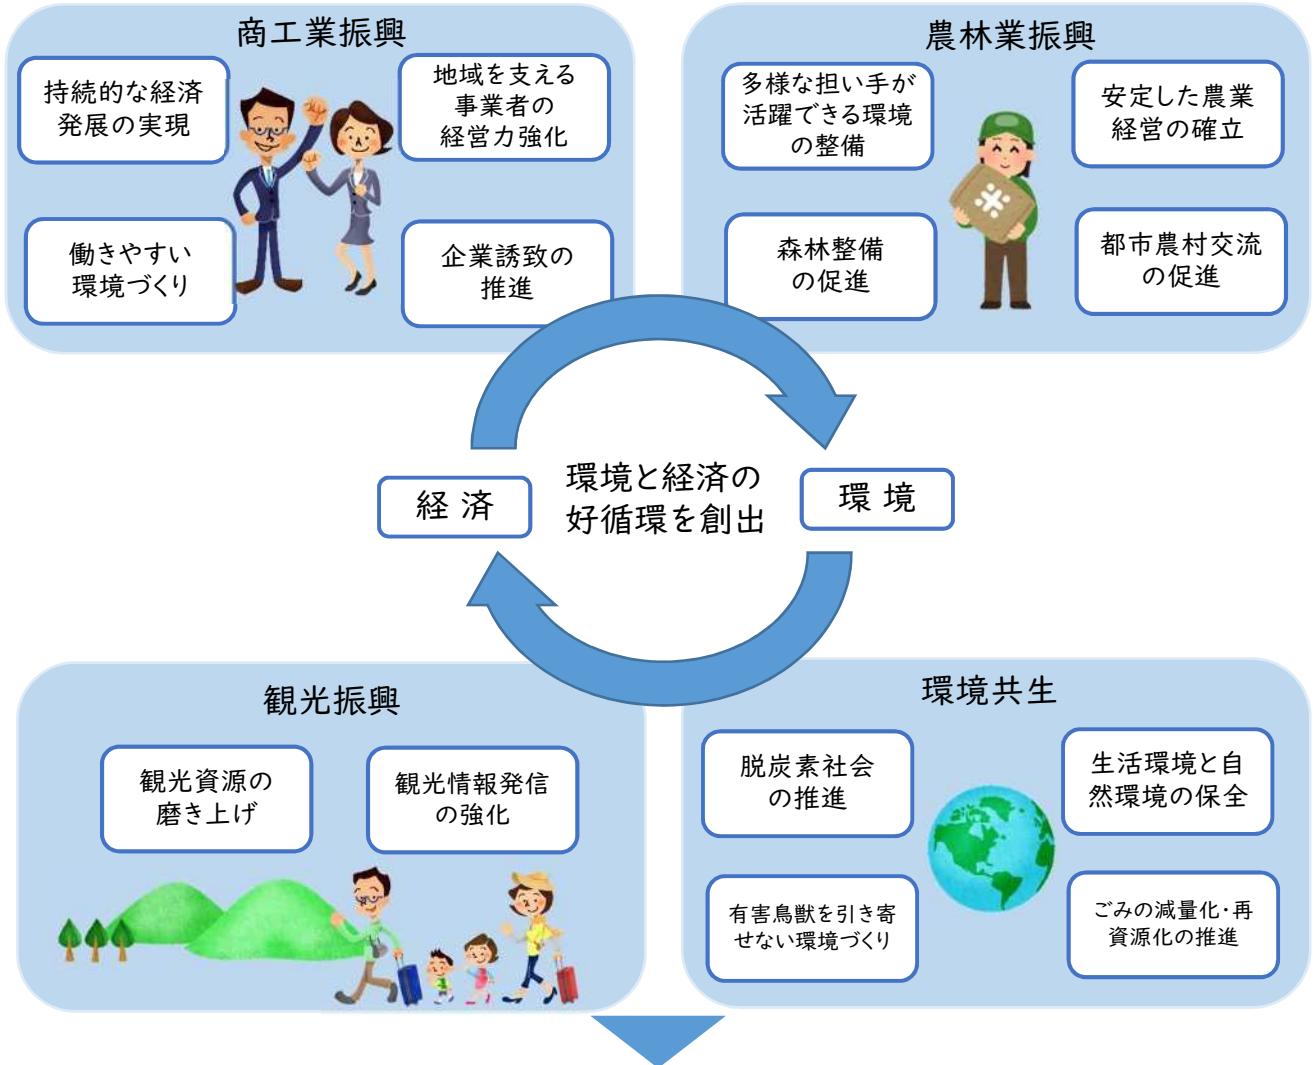 商工業振興
持続的な経済
発展の実現
地域を支える
事業者の
経営力強化
働きやすい
環境づくり
企業誘致の
推進
農林業振興
多様な担い手が
活躍できる環境
の整備
安定した農業
経営の確立
米
森林整備
の促進
都市農村交流
の促進
経 済
環境と経済の
好循環を創出
環 境
観光振興
観光資源の
磨き上げ
観光情報発信
の強化
環境共生
脱炭素社会
の推進
生活環境と自
然環境の保全
有害鳥獣を引き寄
せない環境づくり
ごみの減量化・再
資源化の推進